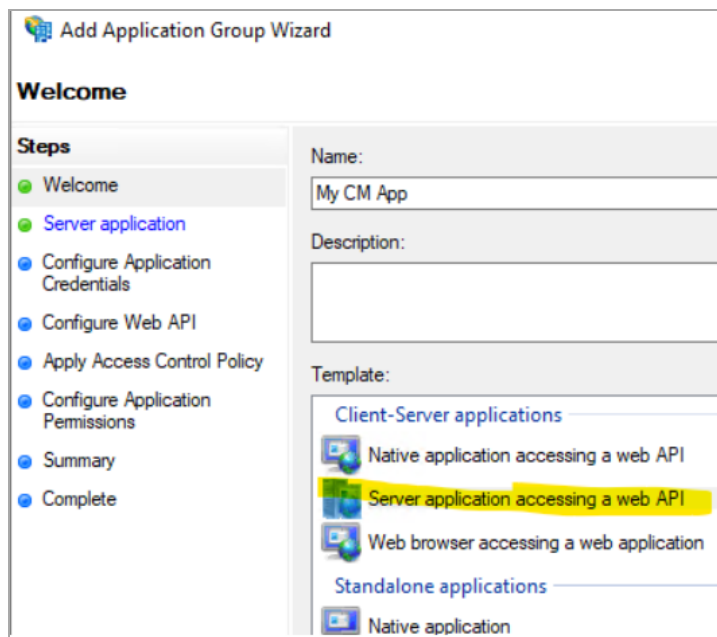 Add Application Group Wizard
Welcome
Steps
Welcome
Server application
Configure Application
Credentials
Configure Web API
Apply Access Control Policy
Configure Application
Permissions
Summary
Complete
Name:
My CM App
Description:
Template:
Client-Server applications
Native application accessing a web API
Server application accessing a web API
Web browser accessing a web application
Standalone applications
Native application